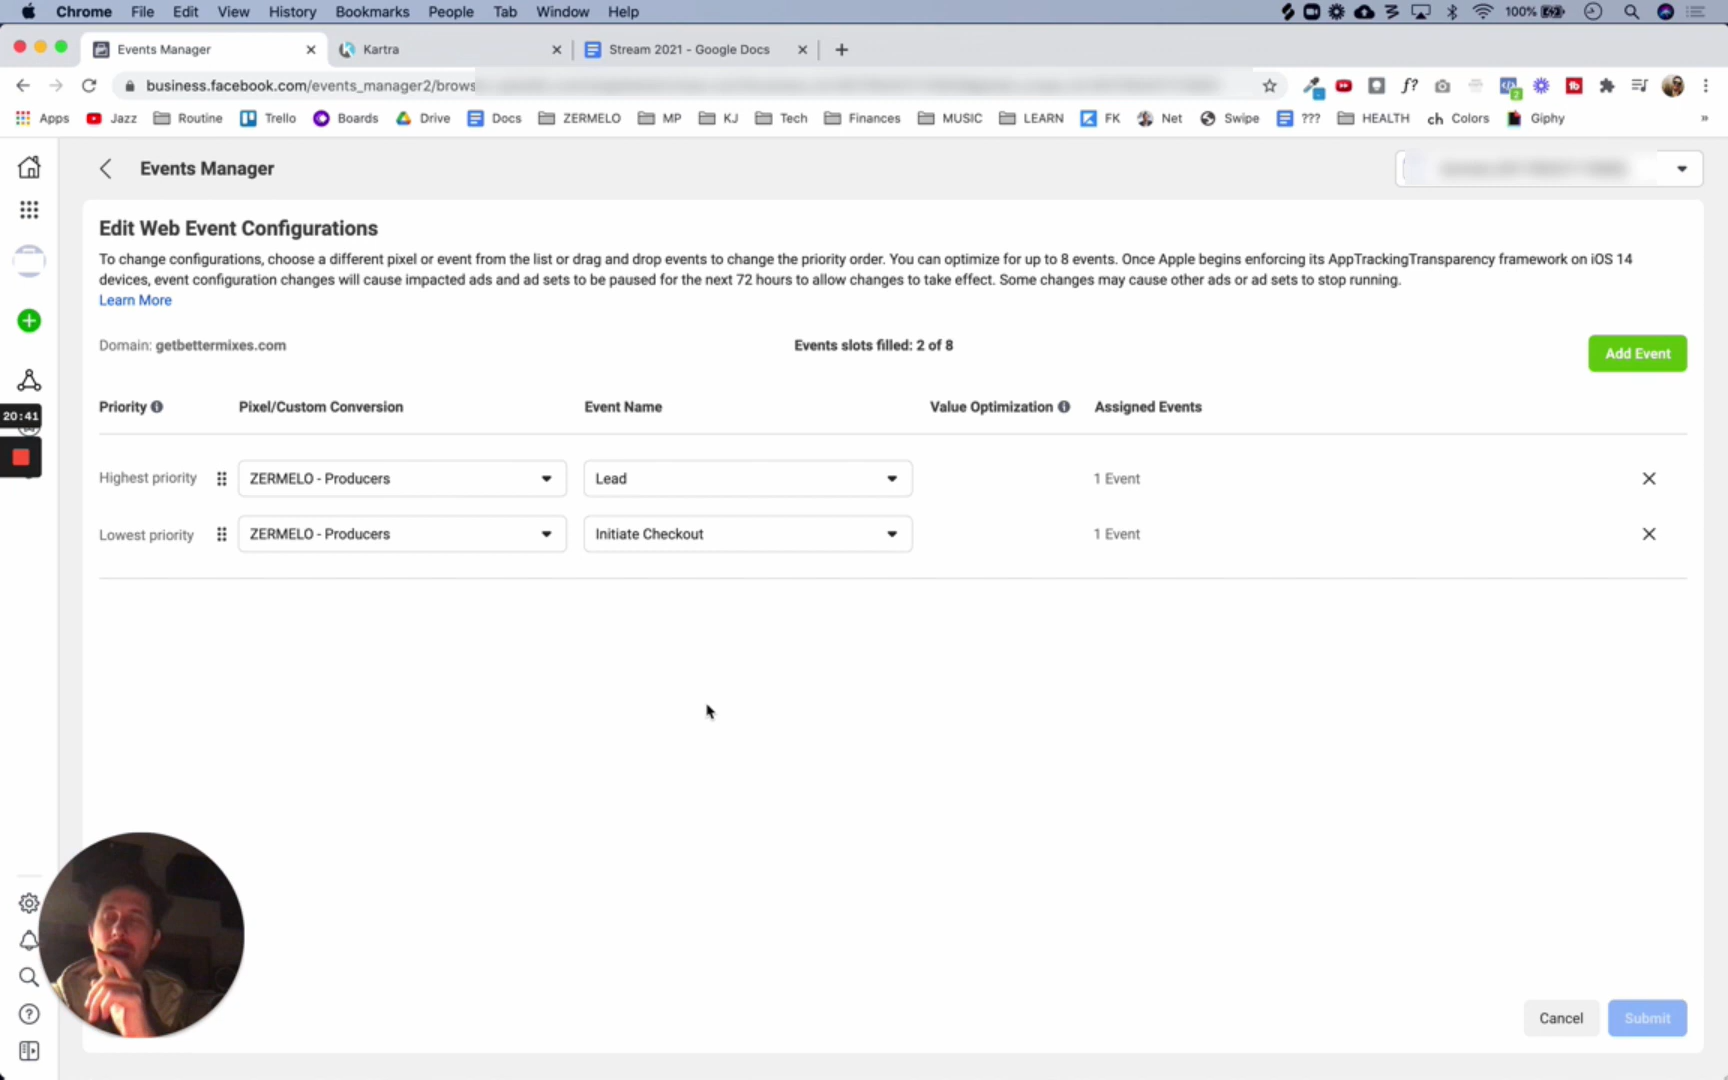 Chrome File Edit View History Bookmarks People Tab Window Help 100%
Events Manager Kartra Stream 2021 - Google Docs
business.facebook.com/events_manager2/brows f?
Apps Jazz Routine Trello Boards Drive Docs ZERMELO MP KJ Tech Finances MUSIC LEARN FK Net Swipe ??? HEALTH ch Colors Giphy »
Events Manager
Edit Web Event Configurations
To change configurations, choose a different pixel or event from the list or drag and drop events to change the priority order. You can optimize for up to 8 events. Once Apple begins enforcing its AppTrackingTransparency framework on iOS 14
devices, event configuration changes will cause impacted ads and ad sets to be paused for the next 72 hours to allow changes to take effect. Some changes may cause other ads or ad sets to stop running.
Learn More
Domain: getbettermixes.com Events slots filled: 2 of 8 Add Event
Priority Pixel/Custom Conversion Event Name Value Optimization Assigned Events
20:41
Highest priority ZERMELO - Producers Lead 1 Event
Lowest priority ZERMELO - Producers Initiate Checkout 1 Event
Cancel Submit